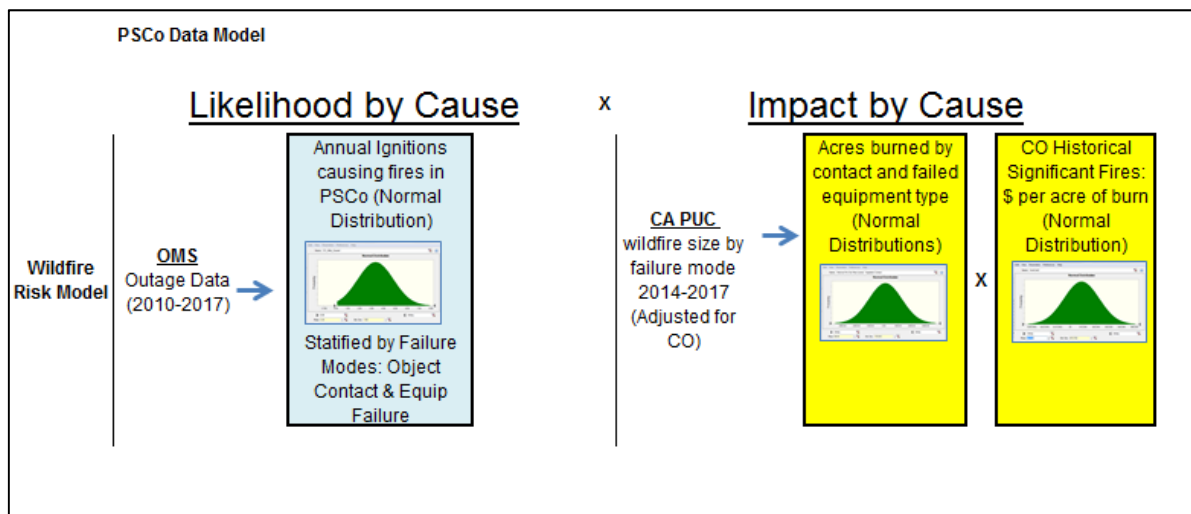 PSCo Data Model
Likelihood by Cause
x
Impact by Cause
Wildfire
Risk Model
OMS
Outage Data
(2010-2017)
Annual Ignitions
causing fires in
PSCo (Normal
Distribution)
Statified by Failure
Modes: Object
Contact & Equip
Failure
CA PUC
wildfire size by
failure mode
2014-2017
(Adjusted for
CO)
Acres burned by
contact and failed
equipment type
(Normal
Distributions)
X
CO Historical
Significant Fires:
$ per acre of burn
(Normal
Distribution)